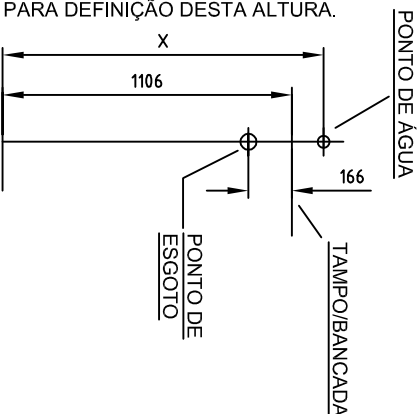 PARA DEFINIÇÃO DESTA ALTURA.
X
1106
166
PONTO DE ÁGUA
PONTO DE
ESGOTO
TAMPO/BANCADA